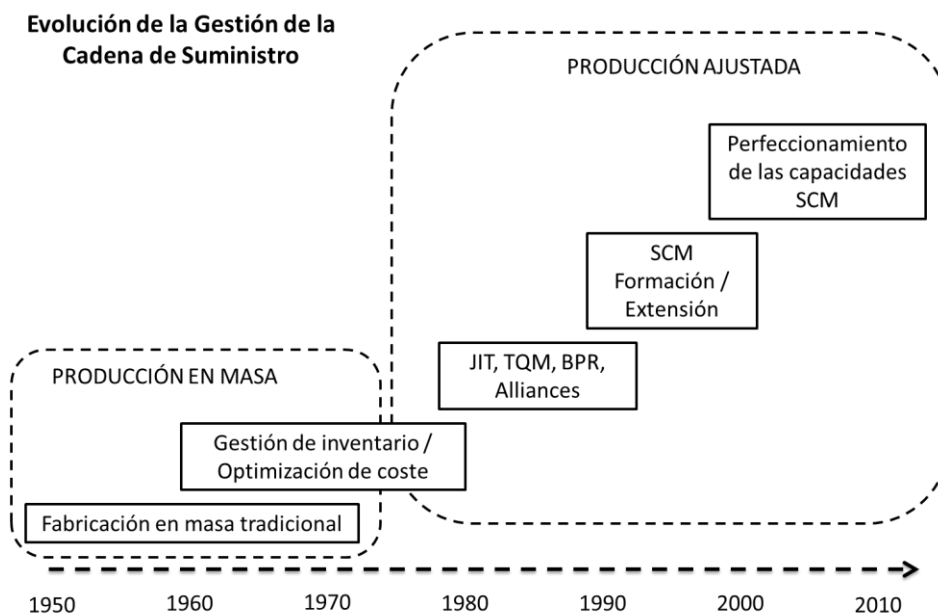 Evolución de la Gestión de la
Cadena de Suministro
PRODUCCIÓN AJUSTADA
Perfeccionamiento
de las capacidades
SCM
SCM
Formación /
Extensión
JIT, TQM, BPR,
Alliances
PRODUCCIÓN EN MASA
Gestión de inventario /
Optimización de coste
Fabricación en masa tradicional
1950 1960 1970 1980 1990 2000 2010